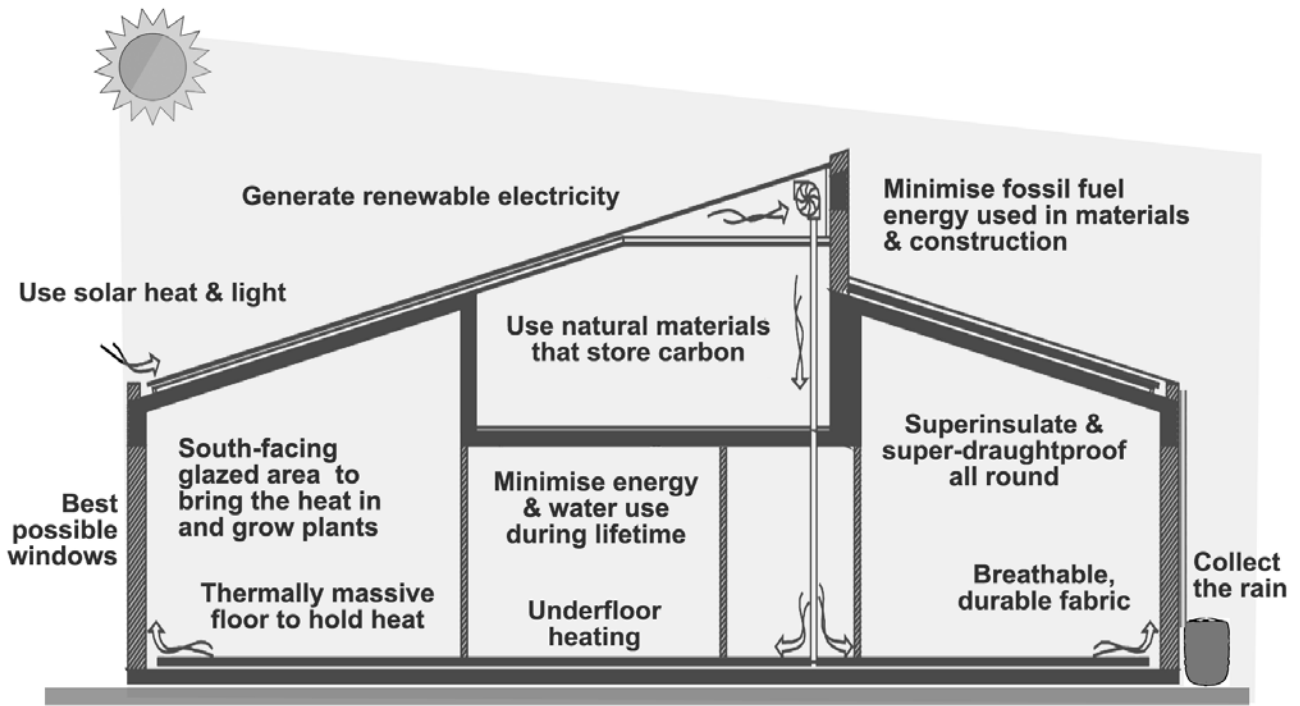 Generate renewable electricity
Minimise fossil fuel
energy used in materials
& construction
Use solar heat & light
Use natural materials
that store carbon
South-facing
glazed area to
bring the heat in
and grow plants
Superinsulate &
super-draughtproof
all round
Best
possible
windows
Minimise energy
& water use
during lifetime
Thermally massive
floor to hold heat
Underfloor
heating
Breathable,
durable fabric
Collect
the rain